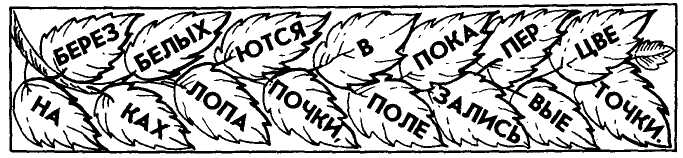 БЕРЕЗ БЕЛЫХ ЮТСЯ В ПОКА ПЕР ЦВЕ
НА КАХ ЛОПА ПОЧКИ ПОЛЕ ЗАЛИСЬ ВЫЕ ТОЧКИ